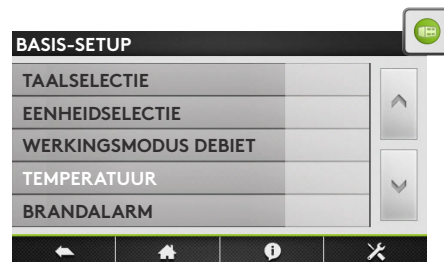 BASIS-SETUP
TAALSELECTIE
EENHEIDSELECTIE
WERKINGSMODUS DEBIET
TEMPERATUUR
BRANDALARM